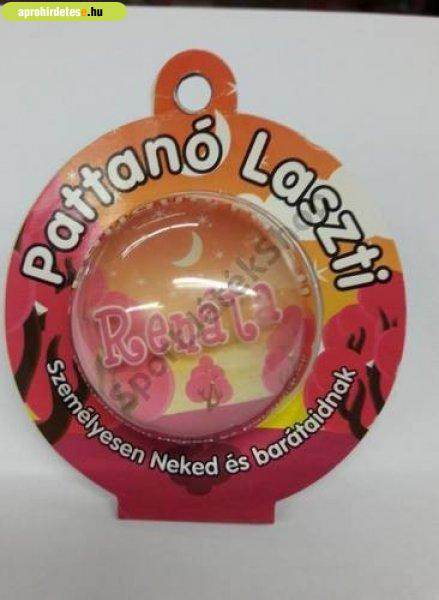 aprohirdetes.hu
Pattanó Laszti
Renáta
Személyesen Neked és barátaidnak